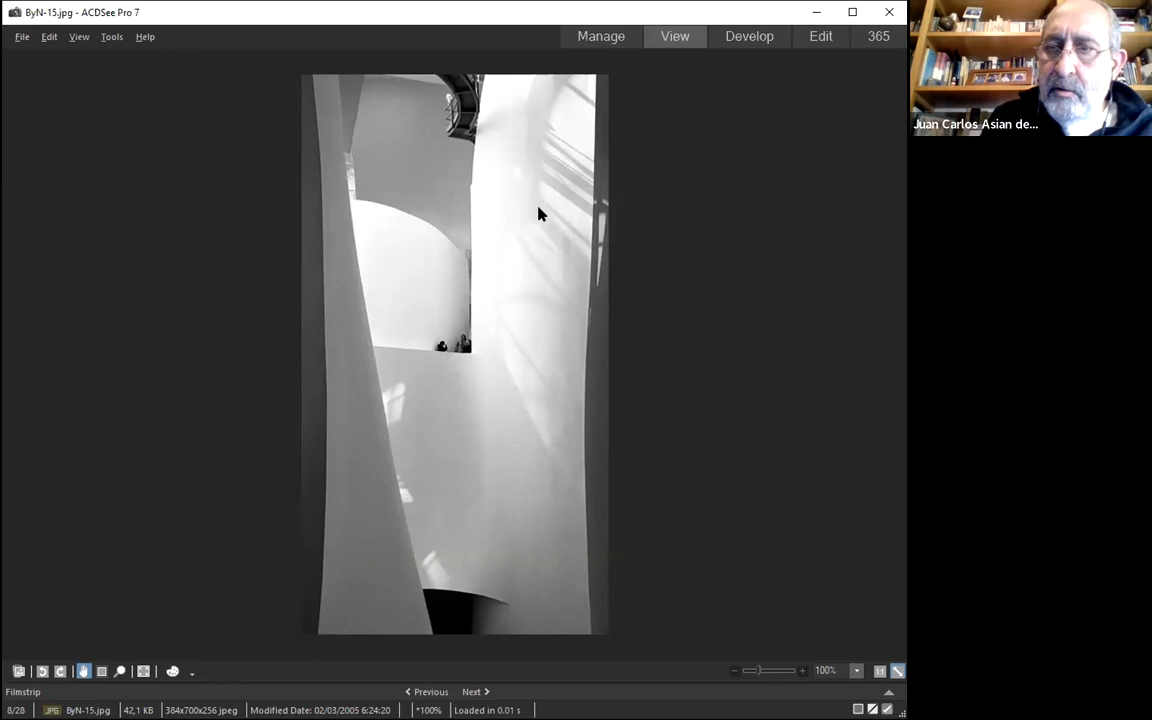 ByN-15.jpg - ACDSee Pro 7
File Edit View Tools Help
Manage View Develop Edit 365
Juan Carlos Asian de...
100%
1:1
Filmstrip
Previous Next
8/28 JPG ByN-15.jpg 42,1 KB 384x700x256 jpeg Modified Date: 02/03/2005 6:24:20 *100% Loaded in 0.01 s